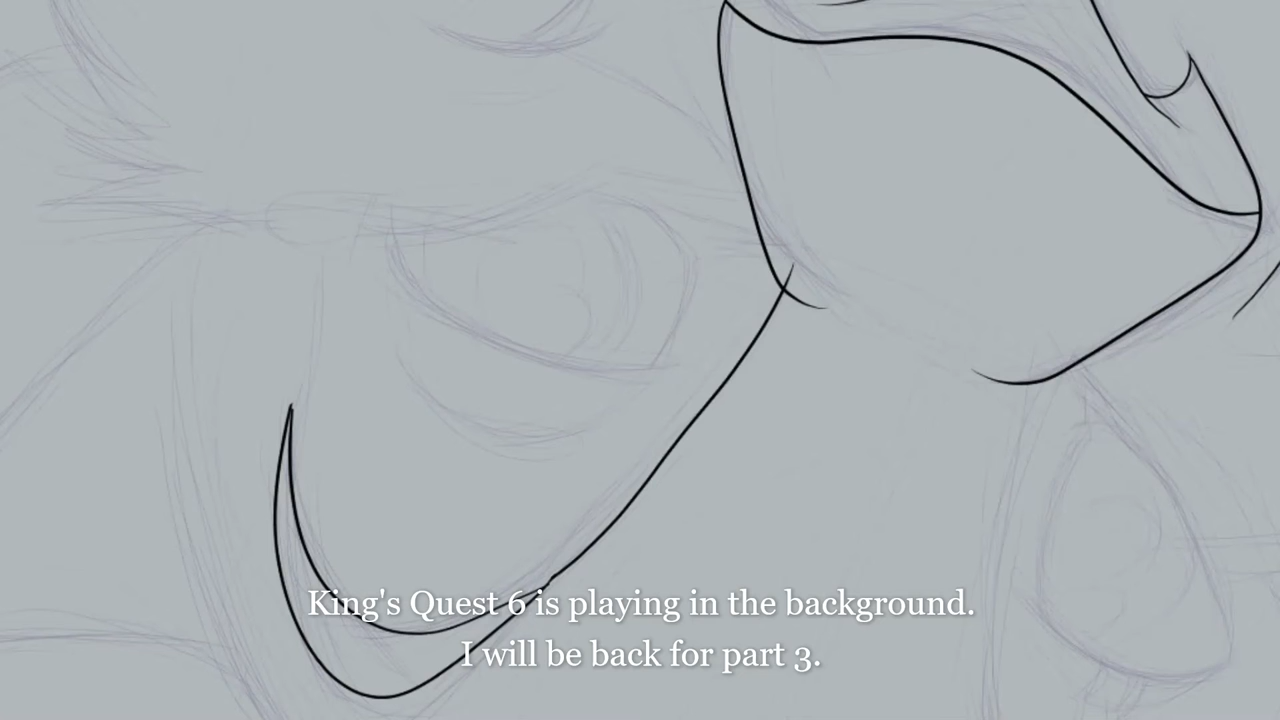 King's Quest 6 is playing in the background.
I will be back for part 3.